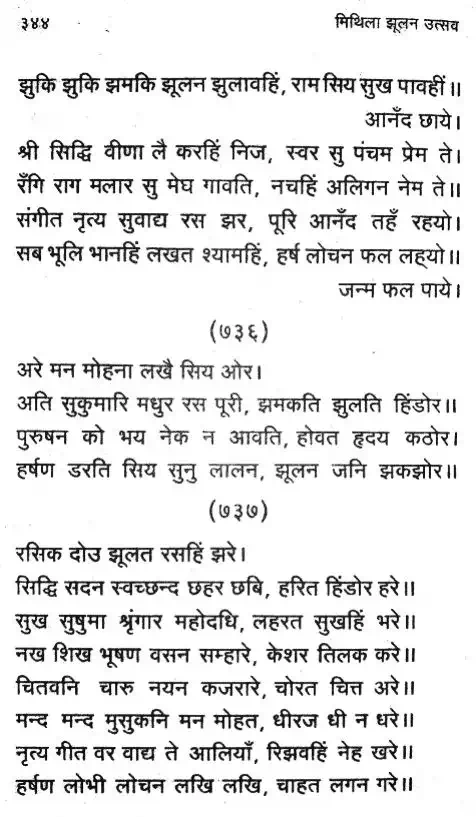 ३४४ मिथिला झूलन उत्सव
झुकि झुकि झमकि झूलन झुलावहिं, राम सिय सुख पावहीं॥
आनँद छाये।
श्री सिद्धि वीणा लै करहिं निज, स्वर सु पंचम प्रेम ते।
रँगि राग मलार सु मेघ गावति, नचहिं अलिगन नेम ते॥
संगीत नृत्य सुवाद्य रस झर, पूरि आनँद तहँ रहयो।
सब भूलि भानहिं लखत श्यामहिं, हर्ष लोचन फल लह्यो॥
जन्म फल पाये।
(७३६)
अरे मन मोहना लखै सिय ओर।
अति सुकुमारि मधुर रस पूरी, झमकति झुलति हिंडोर॥
पुरुषन को भय नेक न आवति, होवत हृदय कठोर।
हर्षण डरति सिय सुनु लालन, झूलन जनि झकझोर॥
(७३७)
रसिक दोउ झूलत रसहिं झरे।
सिद्धि सदन स्वच्छन्द छहर छबि, हरित हिंडोर हरे॥
सुख सुषुमा श्रृंगार महोदधि, लहरत सुखहिं भरे॥
नख शिख भूषण वसन सम्हारे, केशर तिलक करे॥
चितवनि चारु नयन कजरारे, चोरत चित्त अरे॥
मन्द मन्द मुसुकनि मन मोहत, धीरज धी न धरे॥
नृत्य गीत वर वाद्य ते आलियाँ, रिझवहिं नेह खरे॥
हर्षण लोभी लोचन लखि लखि, चाहत लगन गरे॥